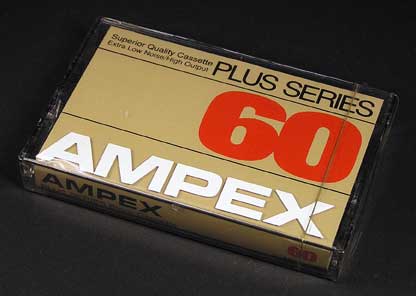 Superior Quality Cassette
Extra Low Noise/High Output
PLUS SERIES
60
AMPEX
AMPEX
60